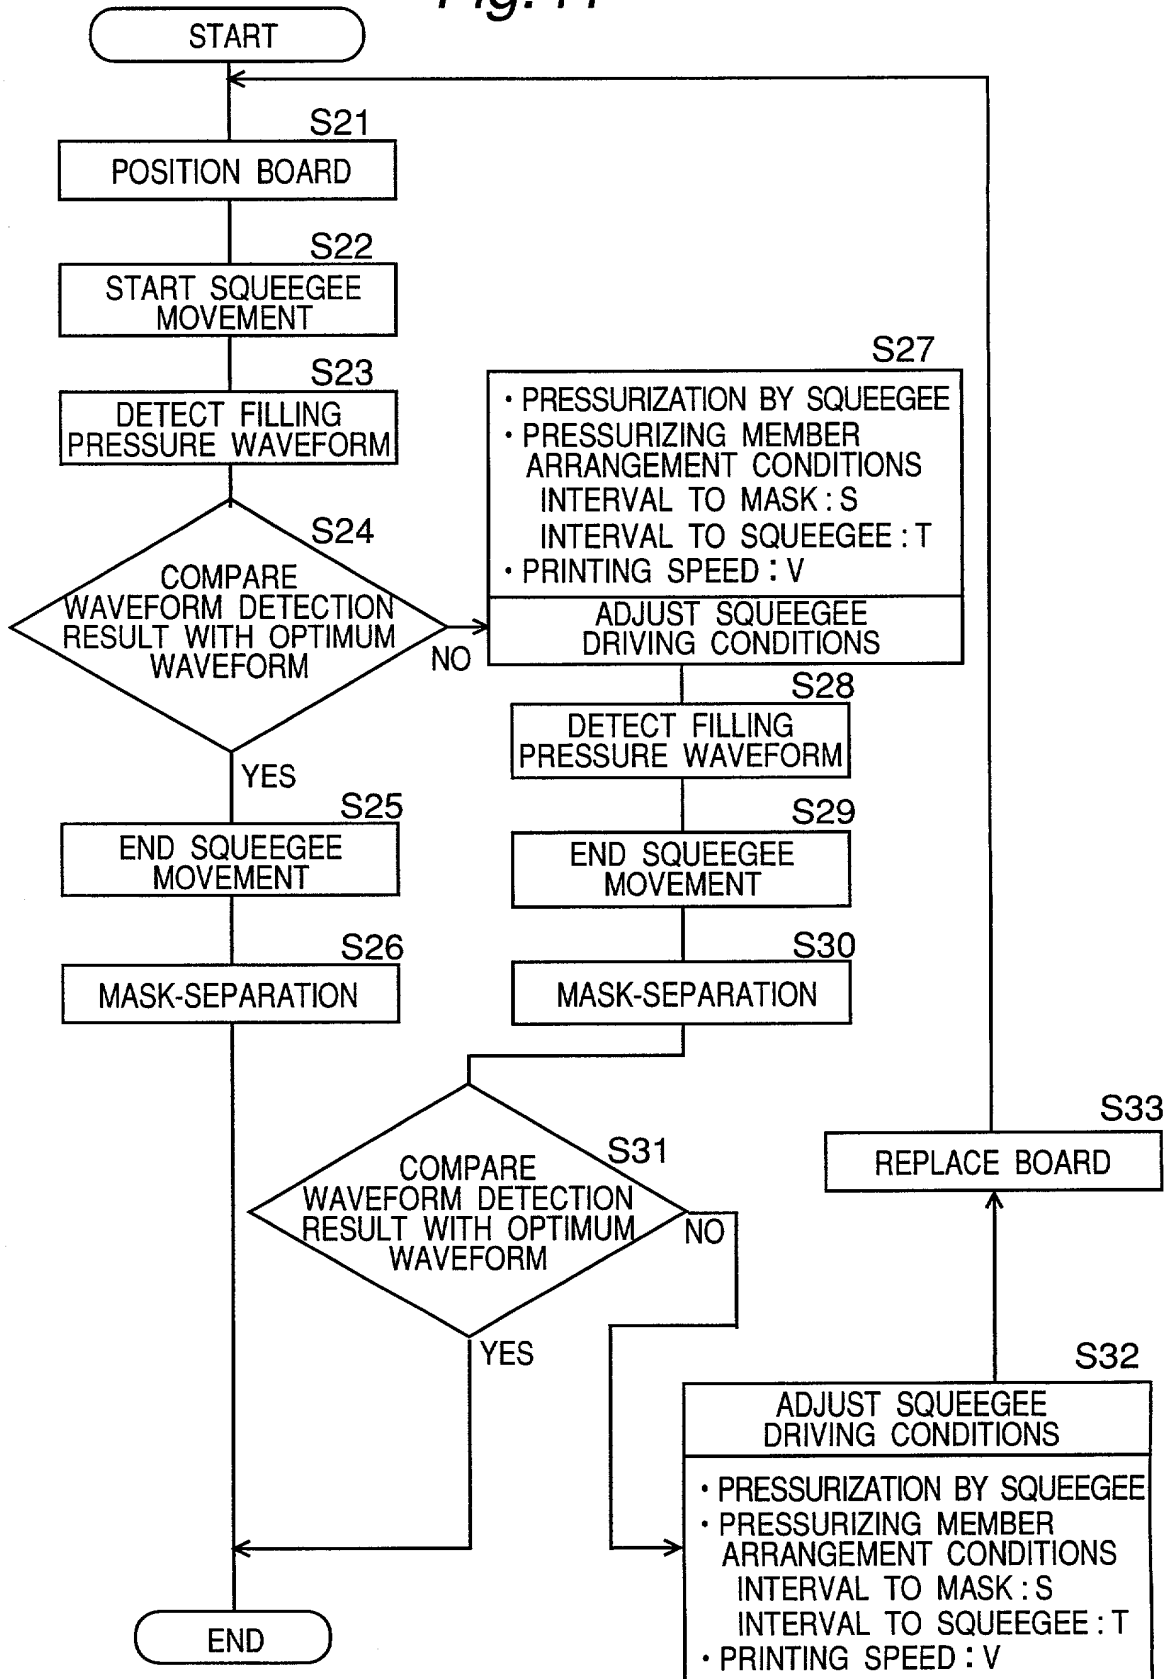 START
S21
POSITION BOARD
S22
START SQUEEGEE
MOVEMENT
S23
DETECT FILLING
PRESSURE WAVEFORM
S24
COMPARE
WAVEFORM DETECTION
RESULT WITH OPTIMUM
WAVEFORM
NO
YES
S25
END SQUEEGEE
MOVEMENT
S26
MASK-SEPARATION
S27
・PRESSURIZATION BY SQUEEGEE
・PRESSURIZING MEMBER
ARRANGEMENT CONDITIONS
INTERVAL TO MASK : S
INTERVAL TO SQUEEGEE : T
・PRINTING SPEED : V
ADJUST SQUEEGEE
DRIVING CONDITIONS
S28
DETECT FILLING
PRESSURE WAVEFORM
S29
END SQUEEGEE
MOVEMENT
S30
MASK-SEPARATION
S31
COMPARE
WAVEFORM DETECTION
RESULT WITH OPTIMUM
WAVEFORM
NO
YES
S33
REPLACE BOARD
S32
ADJUST SQUEEGEE
DRIVING CONDITIONS
・PRESSURIZATION BY SQUEEGEE
・PRESSURIZING MEMBER
ARRANGEMENT CONDITIONS
INTERVAL TO MASK : S
INTERVAL TO SQUEEGEE : T
・PRINTING SPEED : V
END